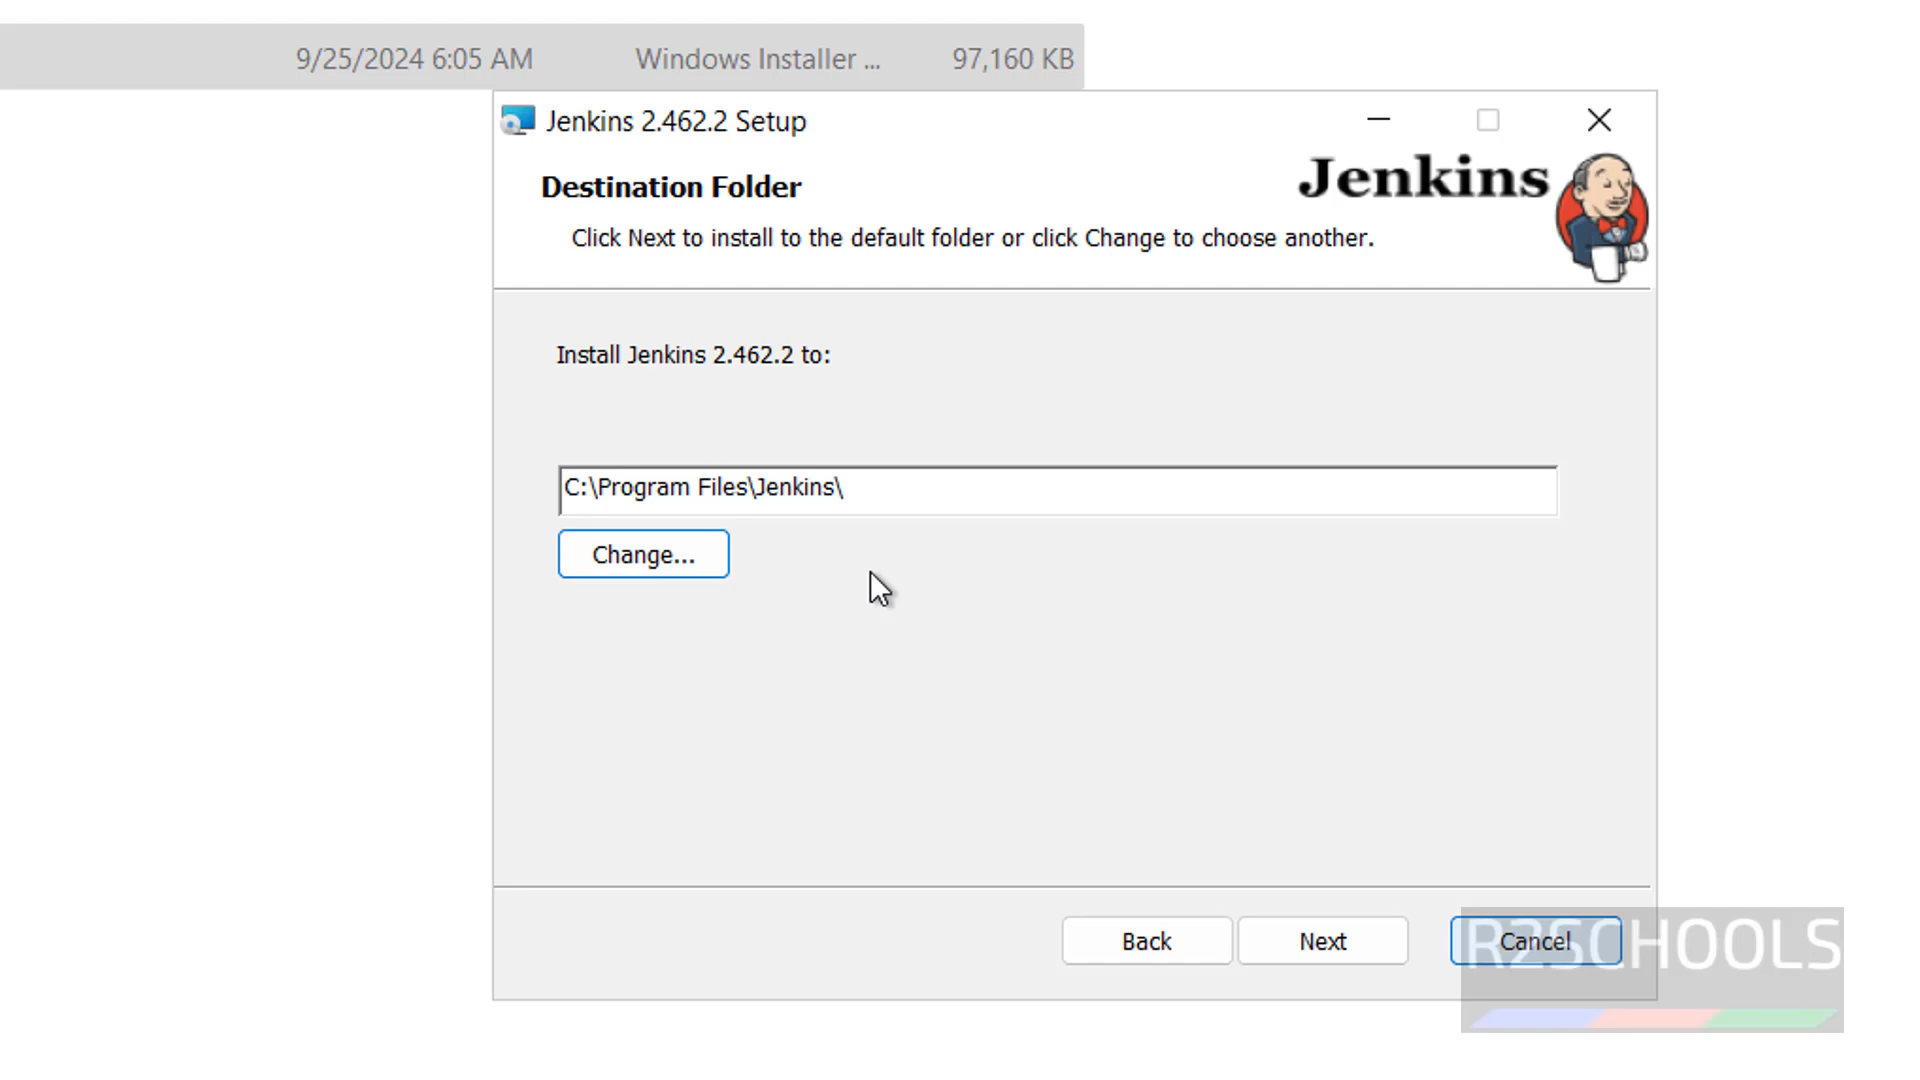 9/25/2024 6:05 AM Windows Installer ... 97,160 KB
Jenkins 2.462.2 Setup
Destination Folder
Jenkins
Click Next to install to the default folder or click Change to choose another.
Install Jenkins 2.462.2 to:
C:\Program Files\Jenkins\
Change...
Back Next Cancel
R2SCHOOLS